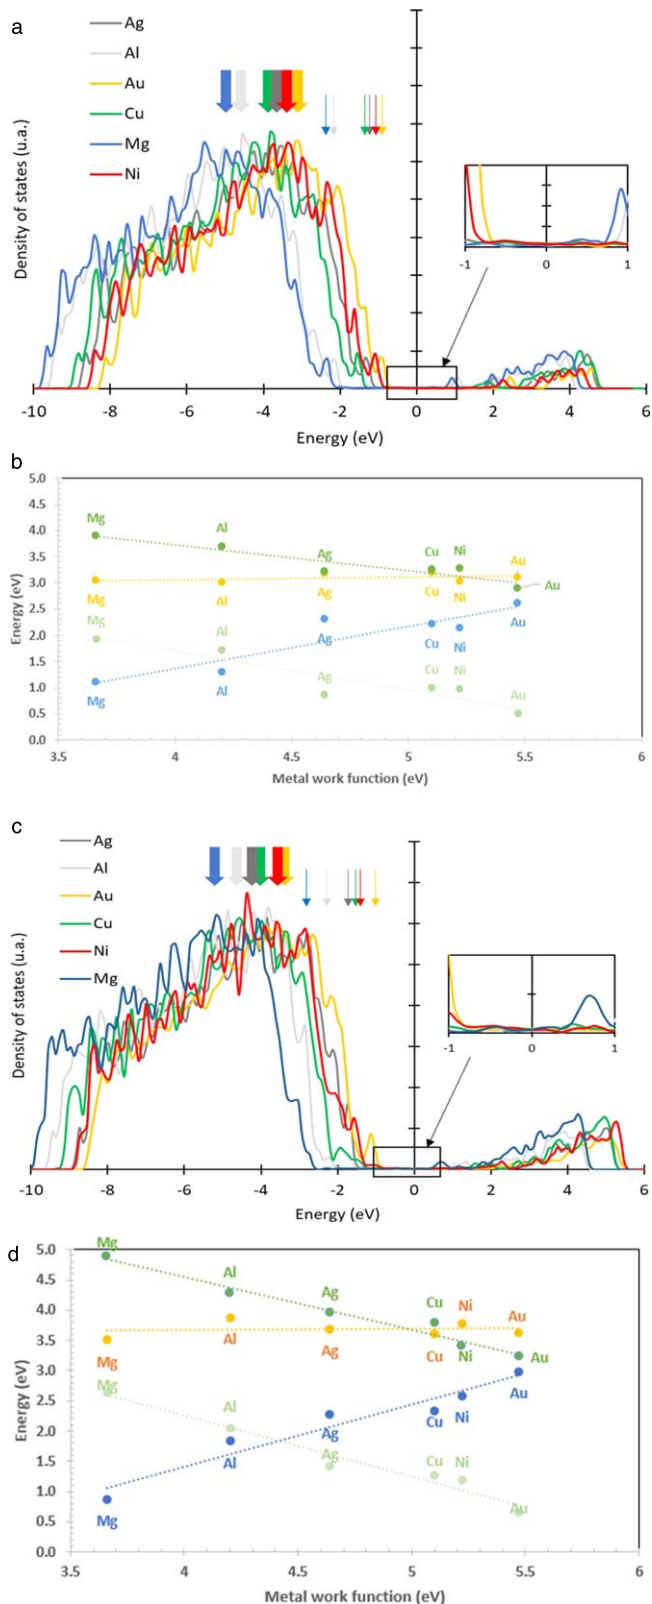 a
Ag
Al
Au
Cu
Mg
Ni
Density of states (u.a.)
-1 0 1
-10 -8 -6 -4 -2 0 2 4 6
Energy (eV)
b
5.0
4.5
4.0
3.5
3.0
2.5
2.0
1.5
1.0
0.5
0.0
Energy (eV)
Mg Al Ag Cu Ni Au
Mg Al Ag Cu Ni Au
Mg Al Ag Cu Ni Au
Mg Al Ag Cu Ni Au
3.5 4 4.5 5 5.5 6
Metal work function (eV)
c
Ag
Al
Au
Cu
Ni
Mg
Density of states (u.a.)
-1 0 1
-10 -8 -6 -4 -2 0 2 4 6
Energy (eV)
d
5.0
4.5
4.0
3.5
3.0
2.5
2.0
1.5
1.0
0.5
0.0
Energy (eV)
Mg Al Ag Cu Ni Au
Mg Al Ag Cu Ni Au
Mg Al Ag Cu Ni Au
Mg Al Ag Cu Ni Au
3.5 4 4.5 5 5.5 6
Metal work function (eV)